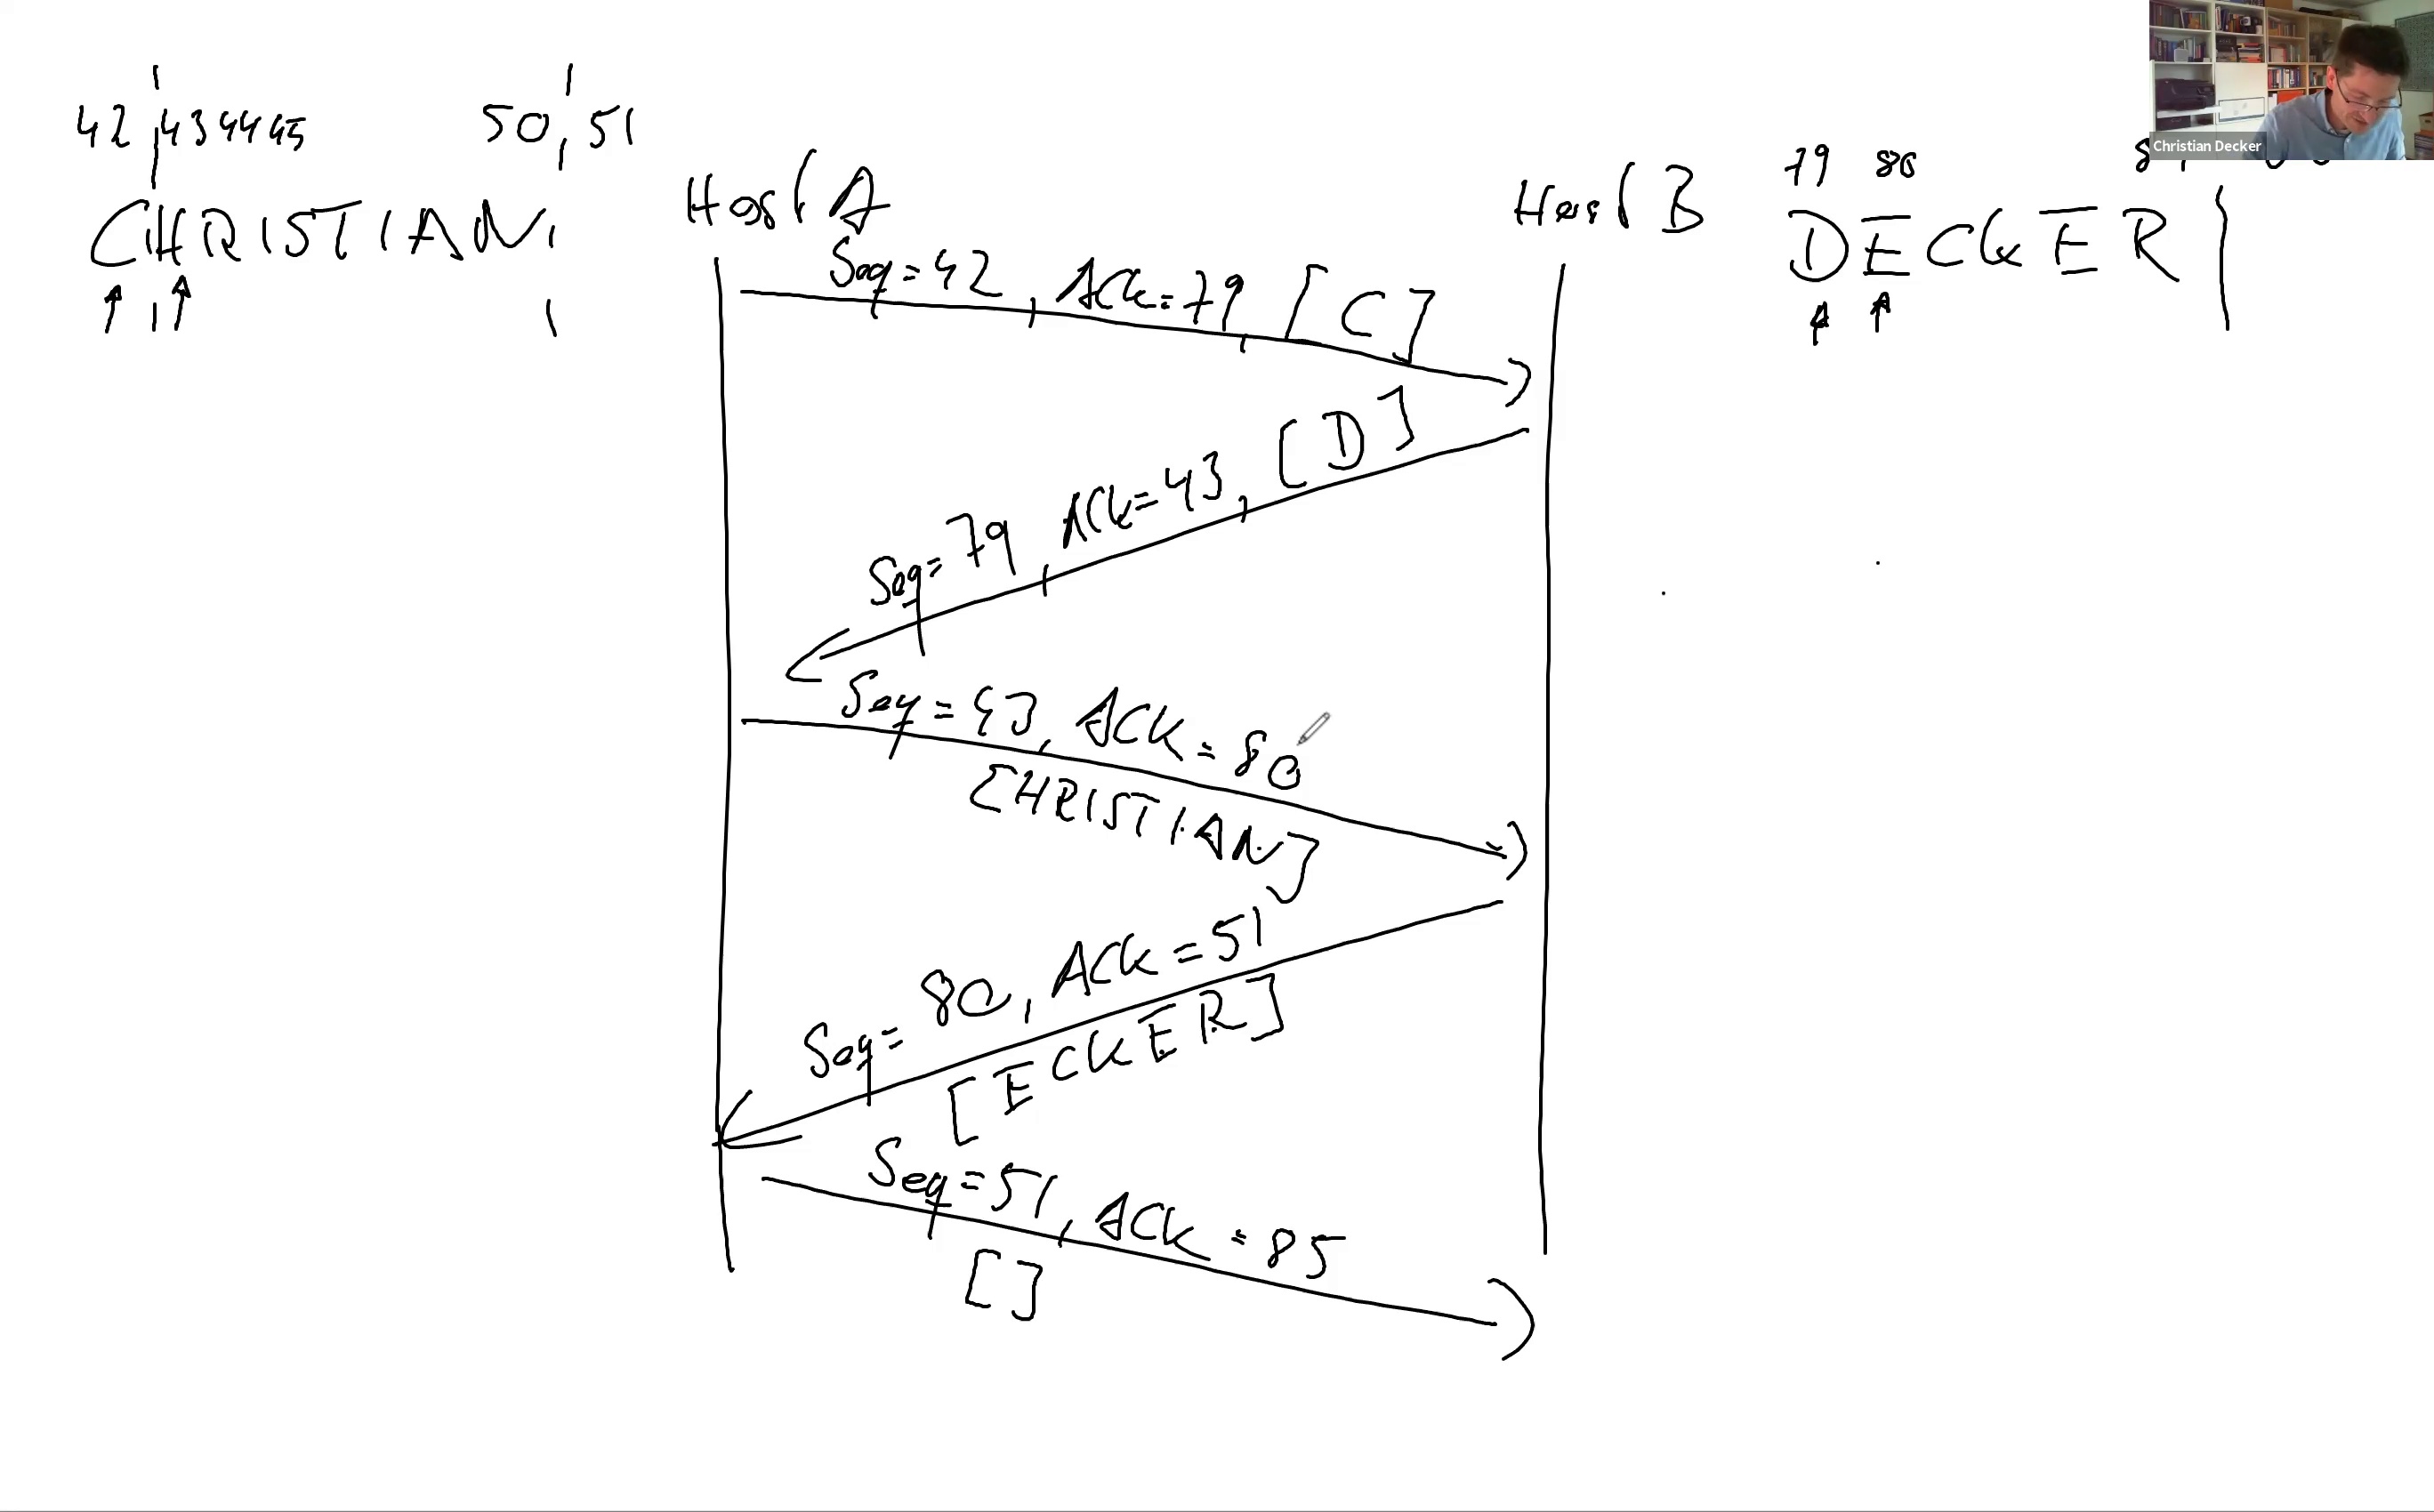 42 43 44 45 50 51
CHRISTIAN
Host A
Host B
79 80
DECKER
Christian Decker
Seq=42, ACK=79, [C]
Seq=79, ACK=43, [D]
Seq=43, ACK=80
[HRISTIAN]
Seq=80, ACK=51
[ECKER]
Seq=51, ACK=85
[]